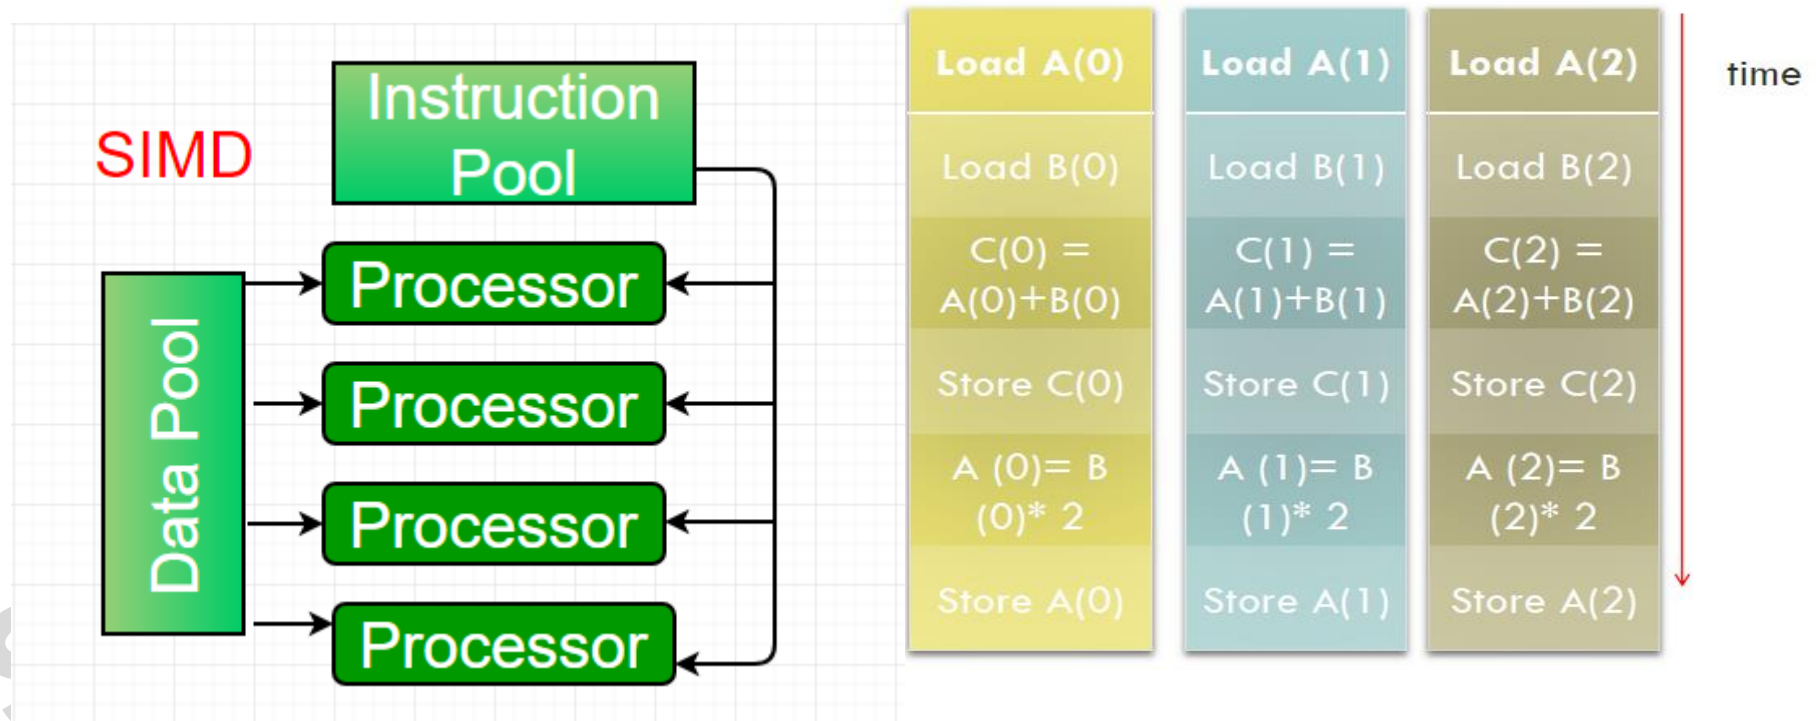 SIMD
Instruction
Pool
Data Pool
Processor
Processor
Processor
Processor
Load A(0)
Load B(0)
C(0) =
A(0)+B(0)
Store C(0)
A (0)= B
(0)* 2
Store A(0)
Load A(1)
Load B(1)
C(1) =
A(1)+B(1)
Store C(1)
A (1)= B
(1)* 2
Store A(1)
Load A(2)
Load B(2)
C(2) =
A(2)+B(2)
Store C(2)
A (2)= B
(2)* 2
Store A(2)
time